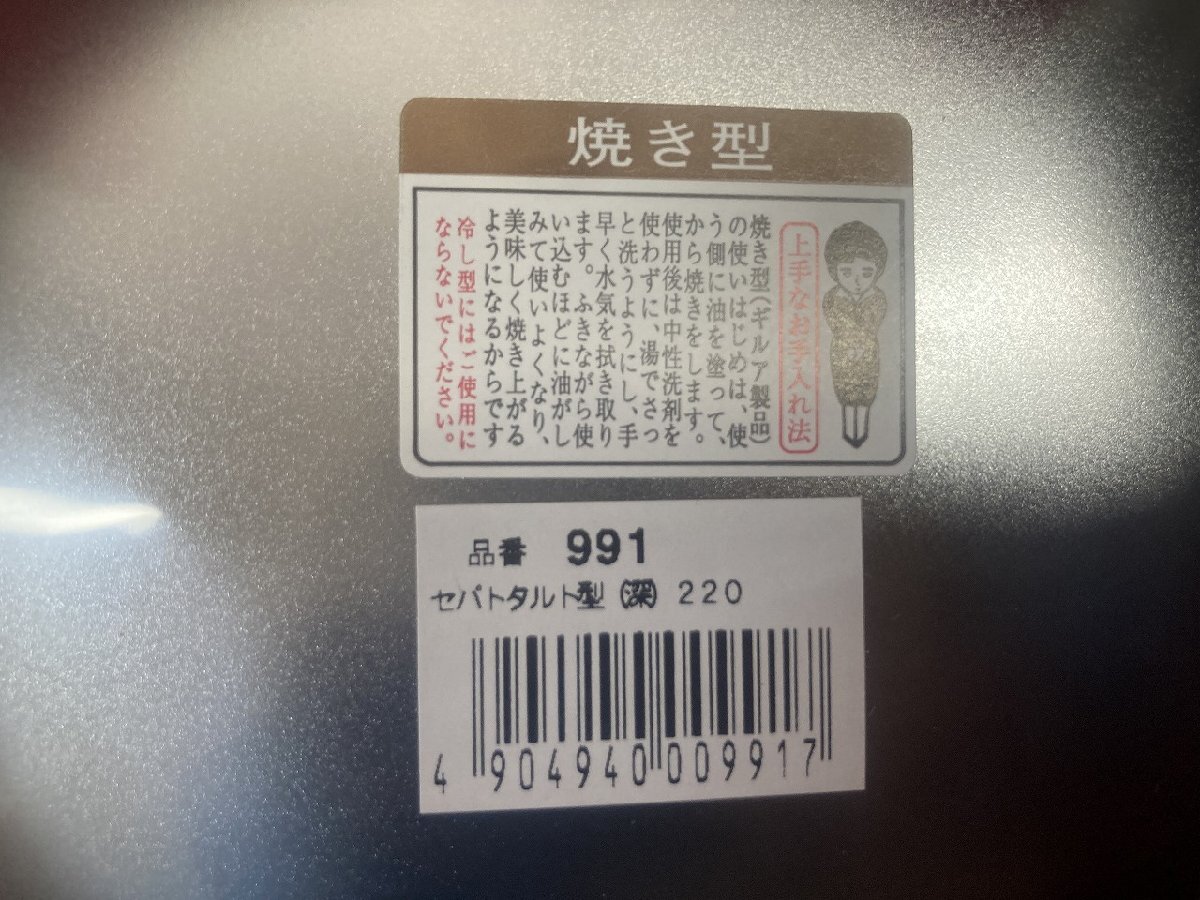 焼き型
上手なお手入れ法
焼き型(ギルア製品)
の使いはじめは、使
う側に油を塗って、
から焼きをします。
使用後は中性洗剤を
使わずに、湯でさっ
と洗うようにし、手
早く水気を拭き取り
ます。ふきながら使
い込むほどに油がし
みて使いよくなり、
美味しく焼き上がる
ようになるからです
冷し型にはご使用に
ならないでください。
品番 991
セパトタルト型(深) 220
4 904940 009917